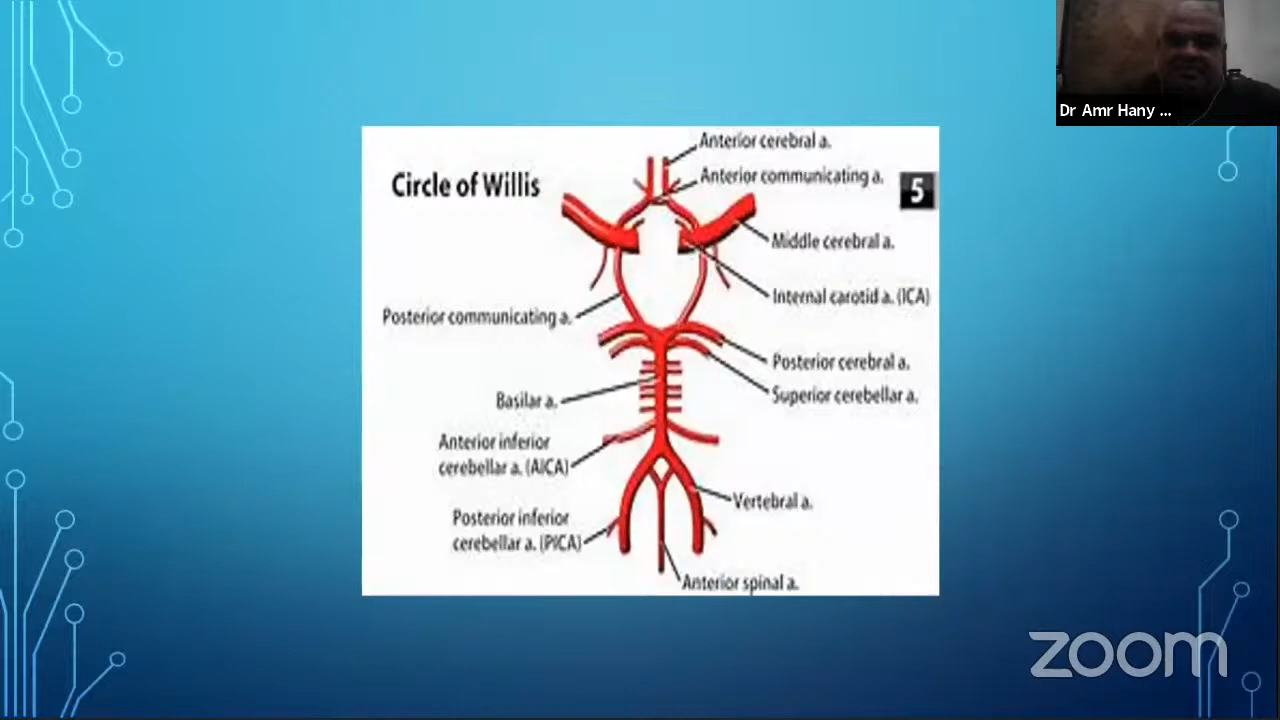 Dr Amr Hany ...
Circle of Willis
5
Anterior cerebral a.
Anterior communicating a.
Middle cerebral a.
Internal carotid a. (ICA)
Posterior communicating a.
Posterior cerebral a.
Superior cerebellar a.
Basilar a.
Anterior inferior
cerebellar a. (AICA)
Vertebral a.
Posterior inferior
cerebellar a. (PICA)
Anterior spinal a.
zoom